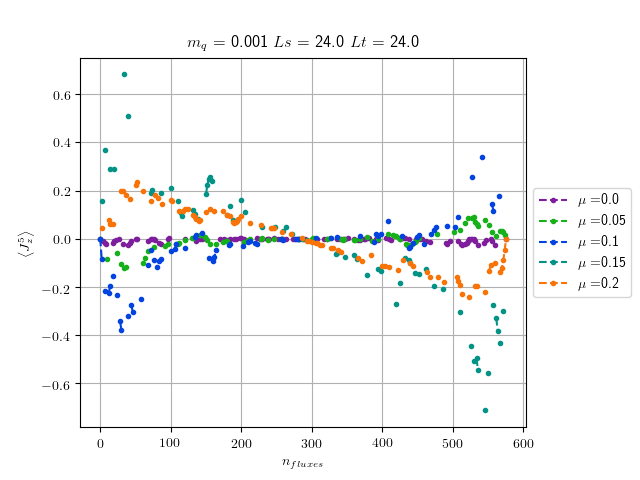 m_q = 0.001 Ls = 24.0 Lt = 24.0
⟨J_z^5⟩
0.6
0.4
0.2
0.0
−0.2
−0.4
−0.6
0 100 200 300 400 500 600
n_{fluxes}
μ =0.0
μ =0.05
μ =0.1
μ =0.15
μ =0.2